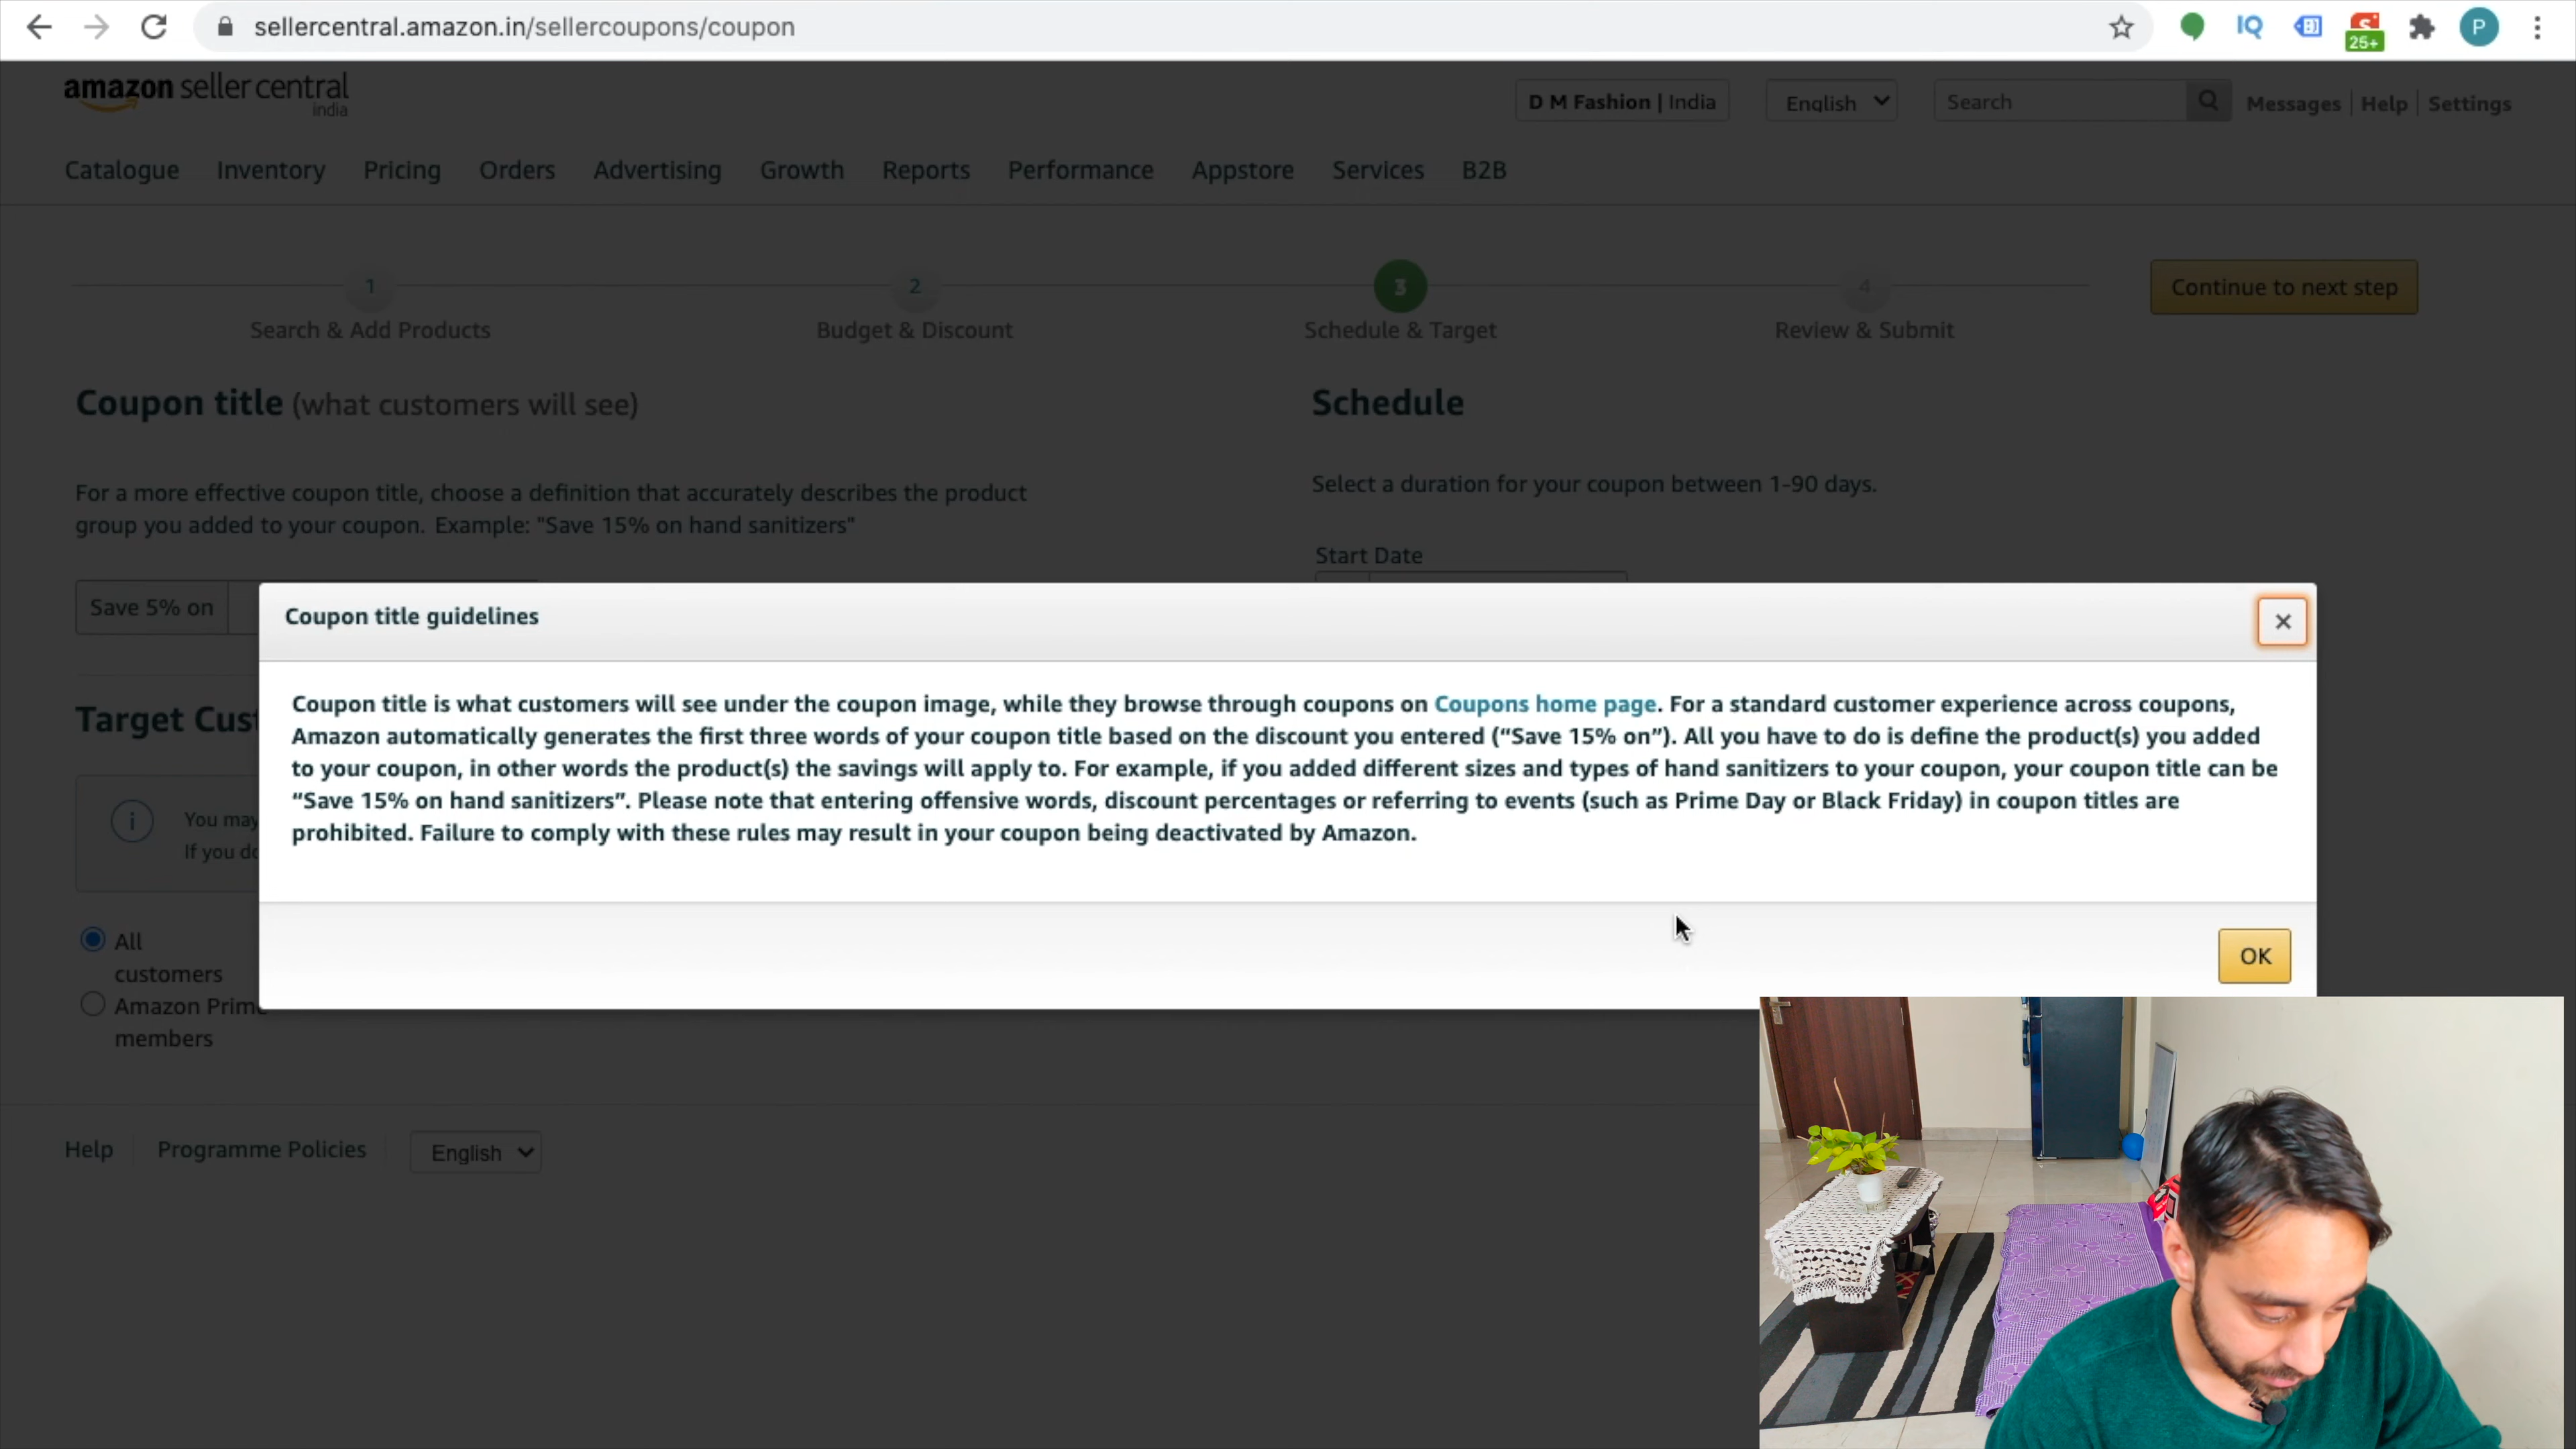 sellercentral.amazon.in/sellercoupons/coupon
IQ
25+
P
amazon seller central
india
D M Fashion | India
English
Search
Messages | Help | Settings
Catalogue Inventory Pricing Orders Advertising Growth Reports Performance Appstore Services B2B
1 2 3 4
Continue to next step
Search & Add Products Budget & Discount Schedule & Target Review & Submit
Coupon title (what customers will see)
For a more effective coupon title, choose a definition that accurately describes the product
group you added to your coupon. Example: "Save 15% on hand sanitizers"
Save 5% on
Schedule
Select a duration for your coupon between 1-90 days.
Start Date
Coupon title guidelines
Coupon title is what customers will see under the coupon image, while they browse through coupons on Coupons home page. For a standard customer experience across coupons,
Amazon automatically generates the first three words of your coupon title based on the discount you entered (“Save 15% on”). All you have to do is define the product(s) you added
to your coupon, in other words the product(s) the savings will apply to. For example, if you added different sizes and types of hand sanitizers to your coupon, your coupon title can be
“Save 15% on hand sanitizers”. Please note that entering offensive words, discount percentages or referring to events (such as Prime Day or Black Friday) in coupon titles are
prohibited. Failure to comply with these rules may result in your coupon being deactivated by Amazon.
OK
Target
You may
If you
All
customers
Amazon Prime
members
Help
Programme Policies
English